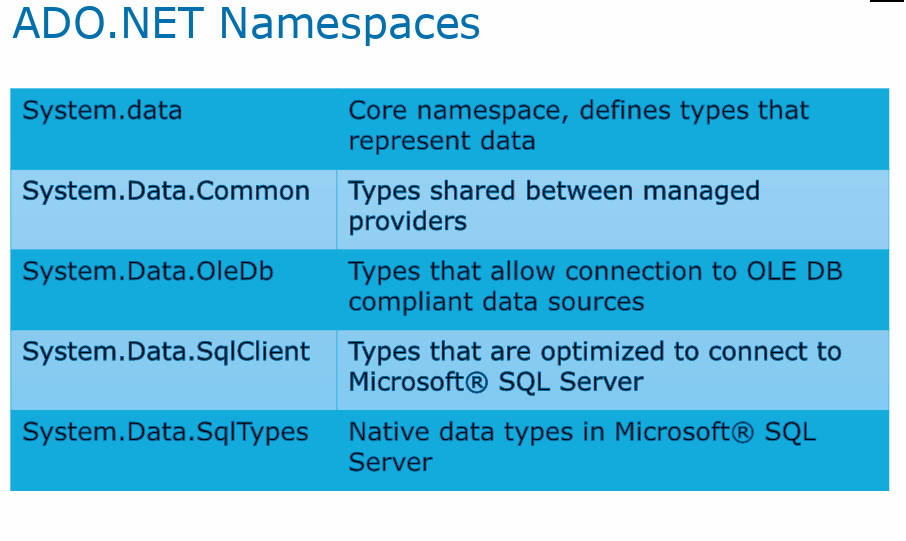 ADO.NET Namespaces
System.data
Core namespace, defines types that
represent data
System.Data.Common
Types shared between managed
providers
System.Data.OleDb
Types that allow connection to OLE DB
compliant data sources
System.Data.SqlClient
Types that are optimized to connect to
Microsoft® SQL Server
System.Data.SqlTypes
Native data types in Microsoft® SQL
Server